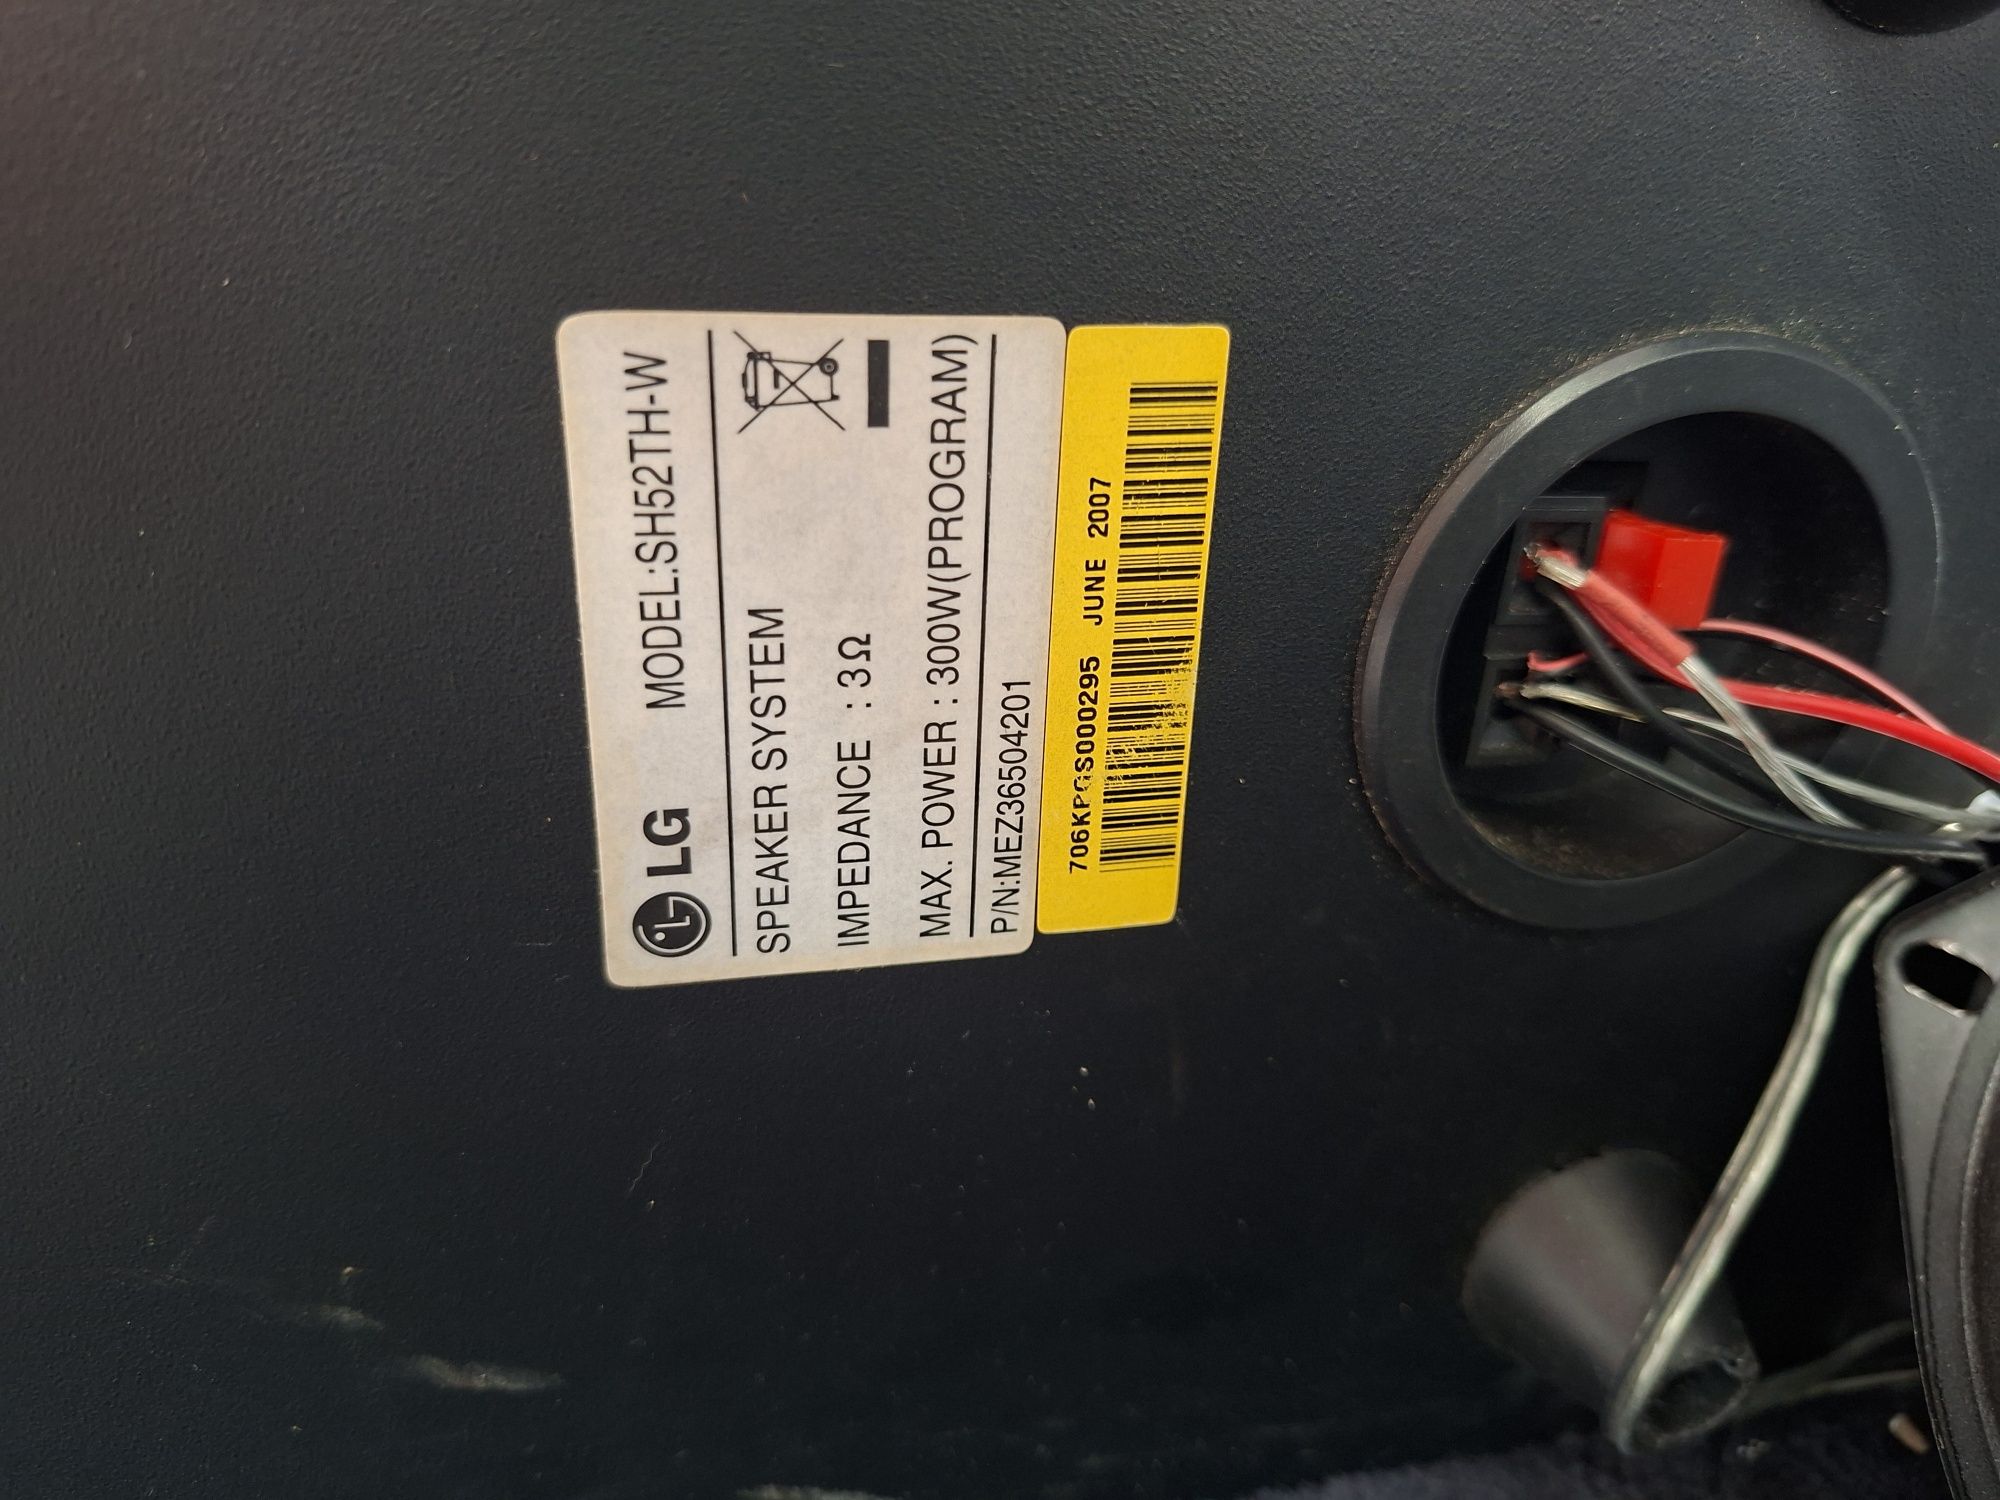 LG MODEL:SH52TH-W
SPEAKER SYSTEM
IMPEDANCE : 3Ω
MAX. POWER : 300W(PROGRAM)
P/N:MEZ36504201
706KPGS000295 JUNE 2007